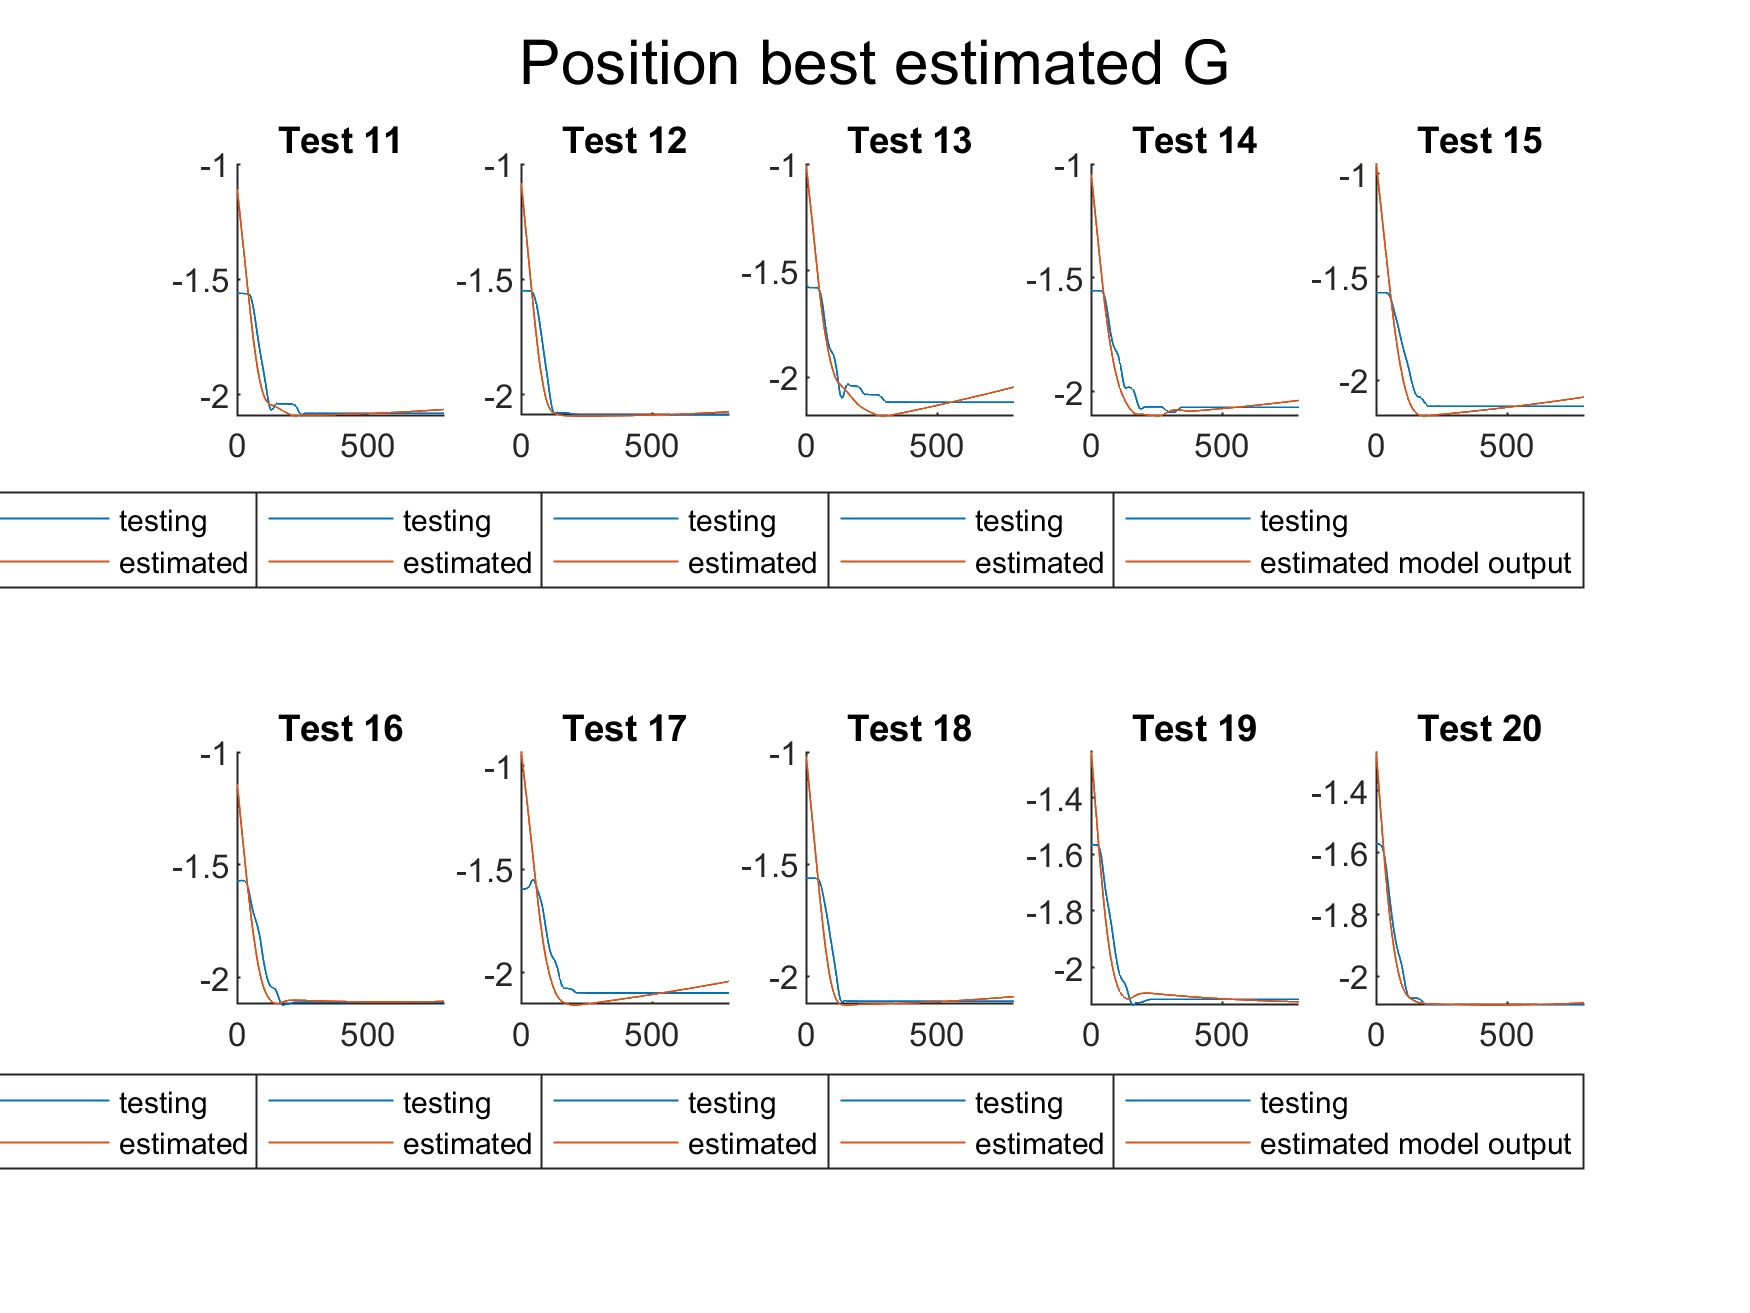 Position best estimated G
Test 11 Test 12 Test 13 Test 14 Test 15
-1 -1 -1 -1 -1
-1.5 -1.5 -1.5 -1.5 -1.5
-2 -2 -2 -2 -2
0 500 0 500 0 500 0 500 0 500
testing testing testing testing testing
estimated estimated estimated estimated estimated model output
Test 16 Test 17 Test 18 Test 19 Test 20
-1 -1 -1 -1.4 -1.4
-1.5 -1.5 -1.5 -1.6 -1.6
-1.8 -1.8
-2 -2 -2 -2 -2
0 500 0 500 0 500 0 500 0 500
testing testing testing testing testing
estimated estimated estimated estimated estimated model output